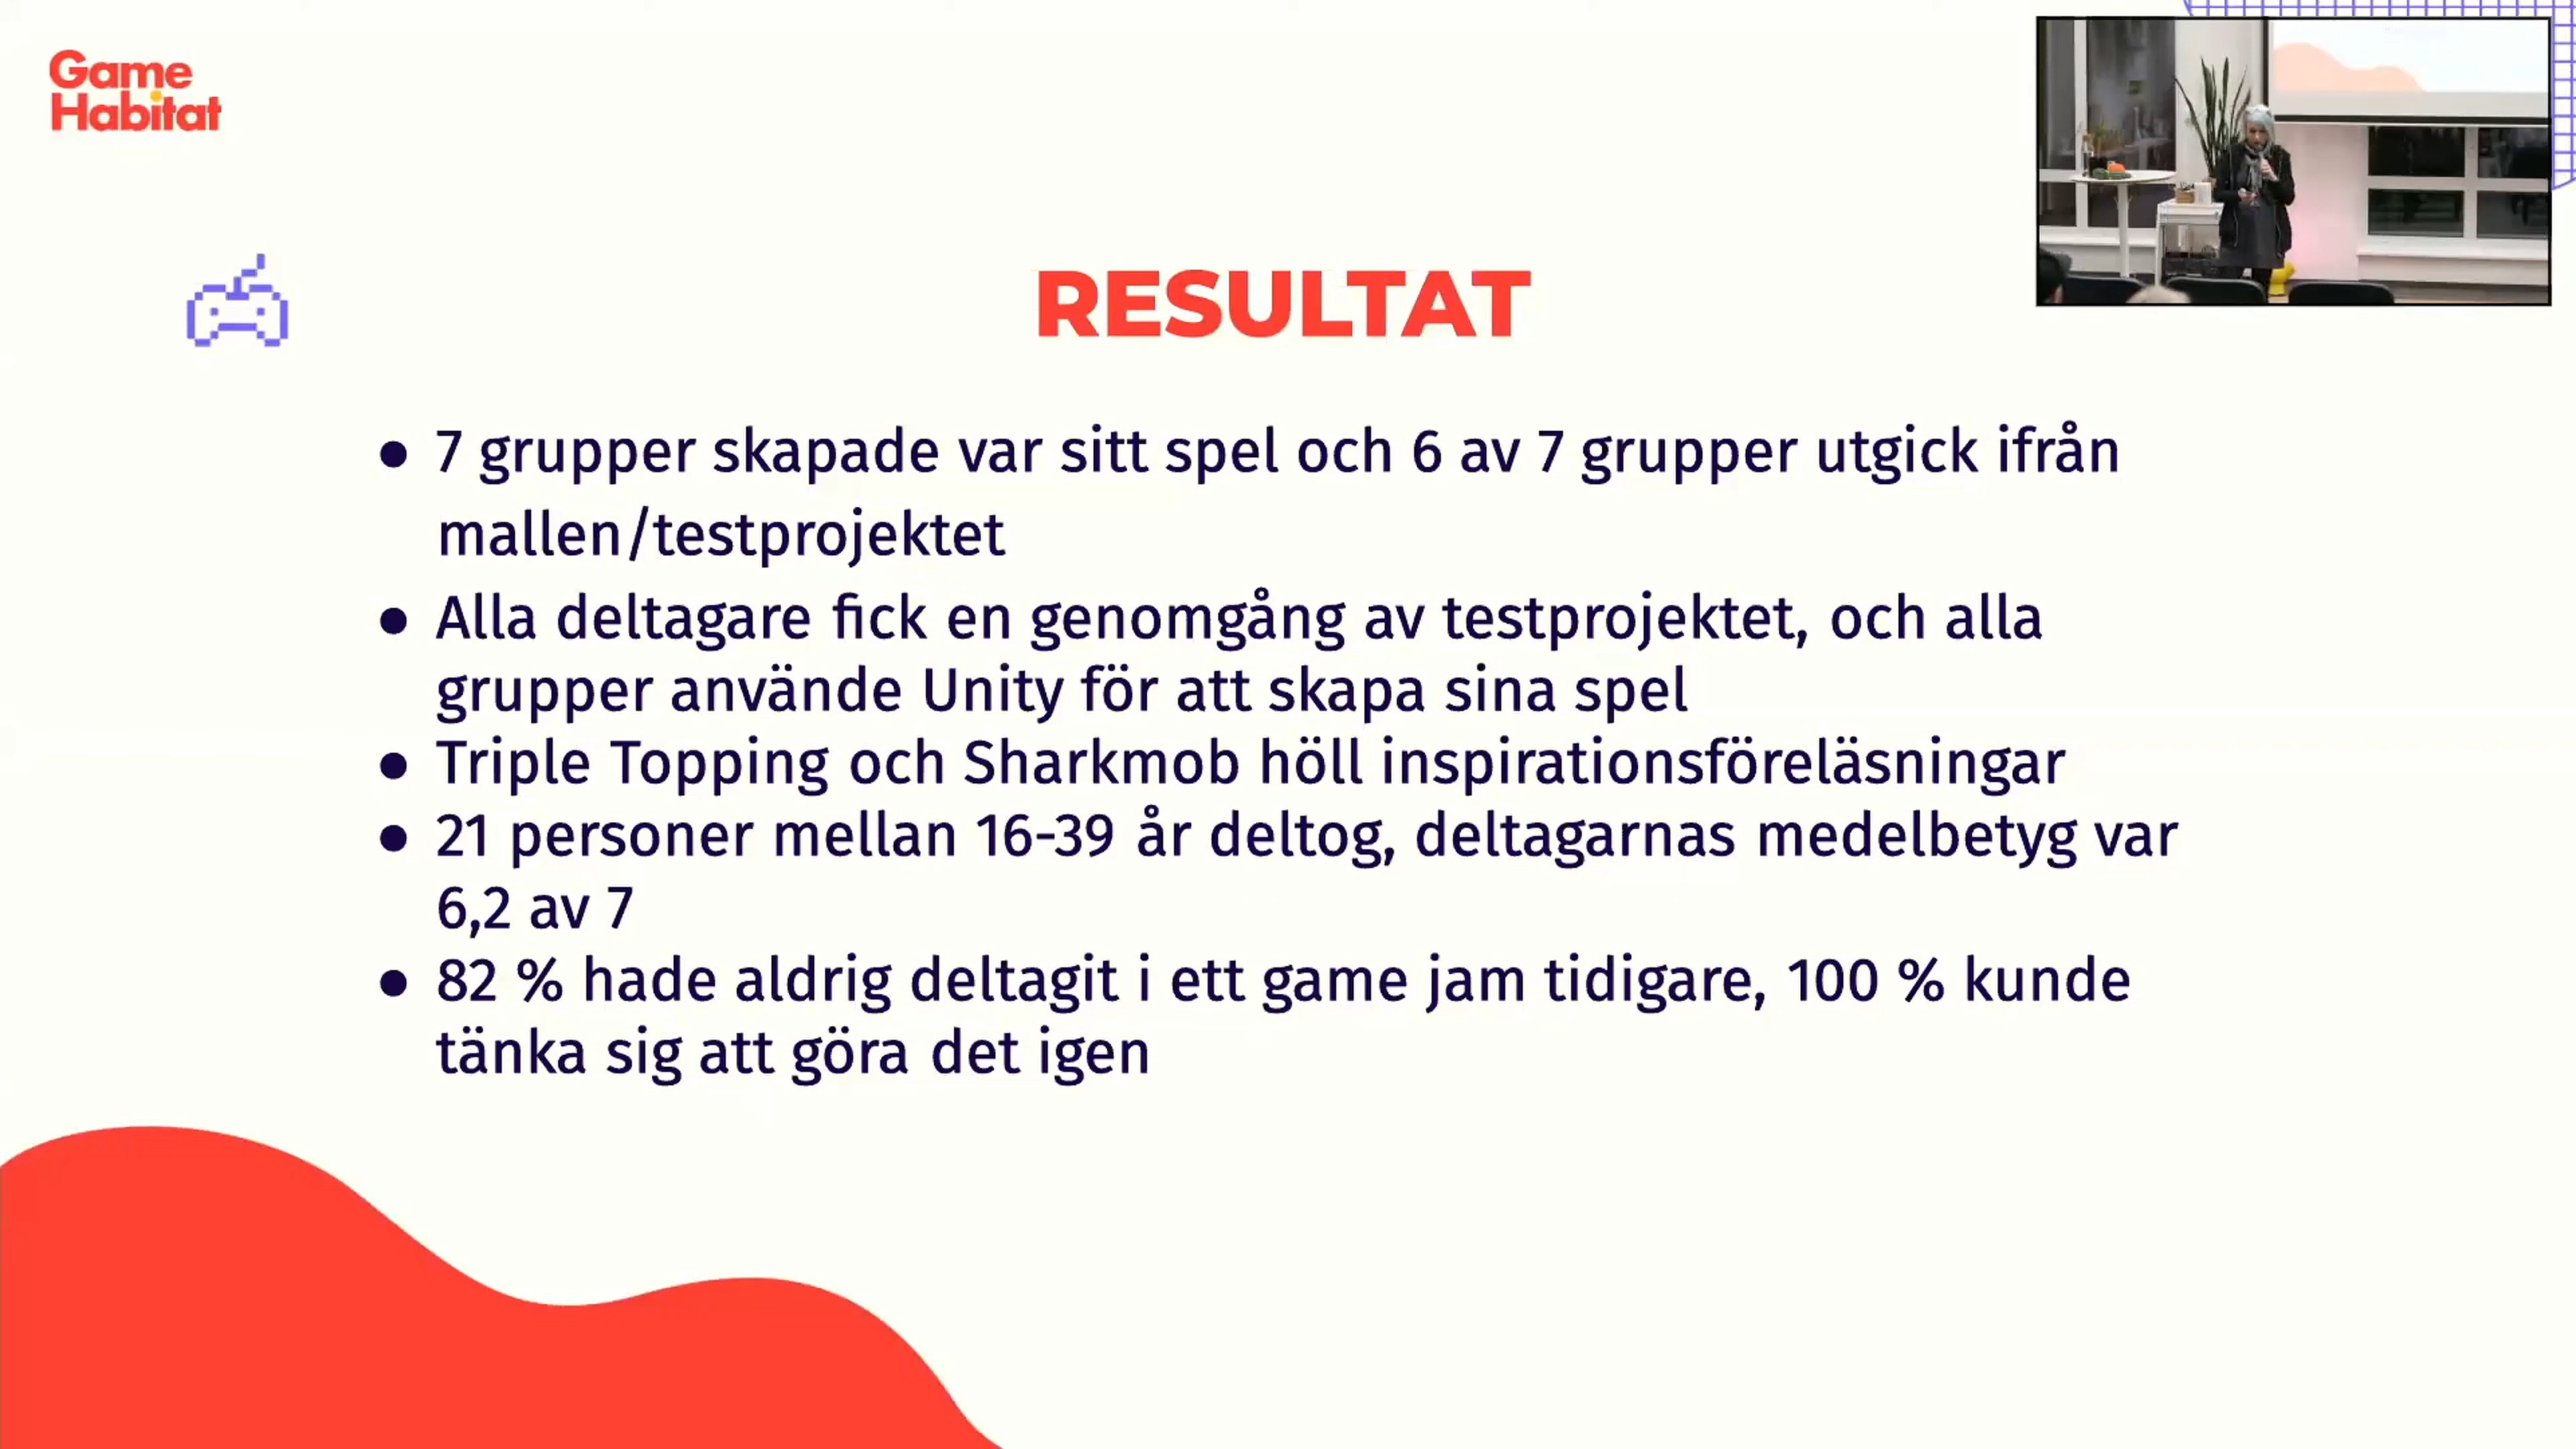 Game
Habitat
RESULTAT
● 7 grupper skapade var sitt spel och 6 av 7 grupper utgick ifrån
mallen/testprojektet
● Alla deltagare fick en genomgång av testprojektet, och alla
grupper använde Unity för att skapa sina spel
● Triple Topping och Sharkmob höll inspirationsföreläsningar
● 21 personer mellan 16-39 år deltog, deltagarnas medelbetyg var
6,2 av 7
● 82 % hade aldrig deltagit i ett game jam tidigare, 100 % kunde
tänka sig att göra det igen